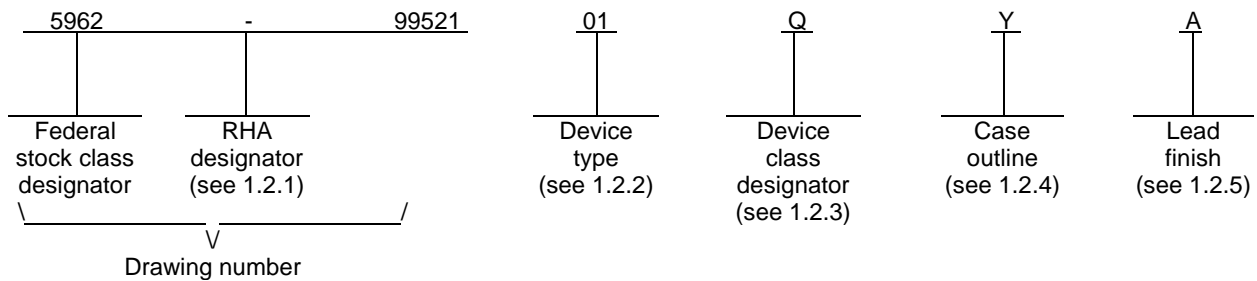 5962 - 99521 01 Q Y A
Federal RHA Device Device Case Lead
stock class designator type class outline finish
designator (see 1.2.1) (see 1.2.2) designator (see 1.2.4) (see 1.2.5)
(see 1.2.3)
\ /
\/
Drawing number